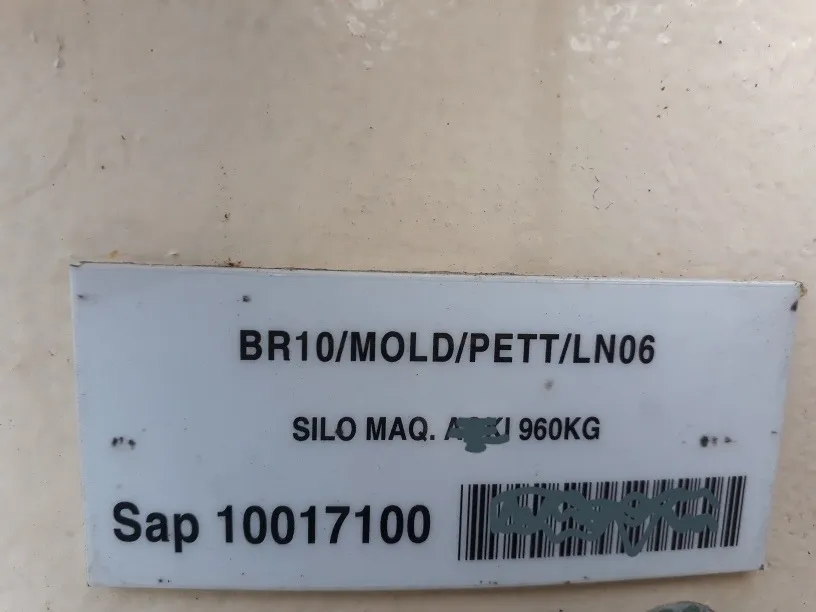 BR10/MOLD/PETT/LN06
SILO MAQ. 960KG
Sap 10017100